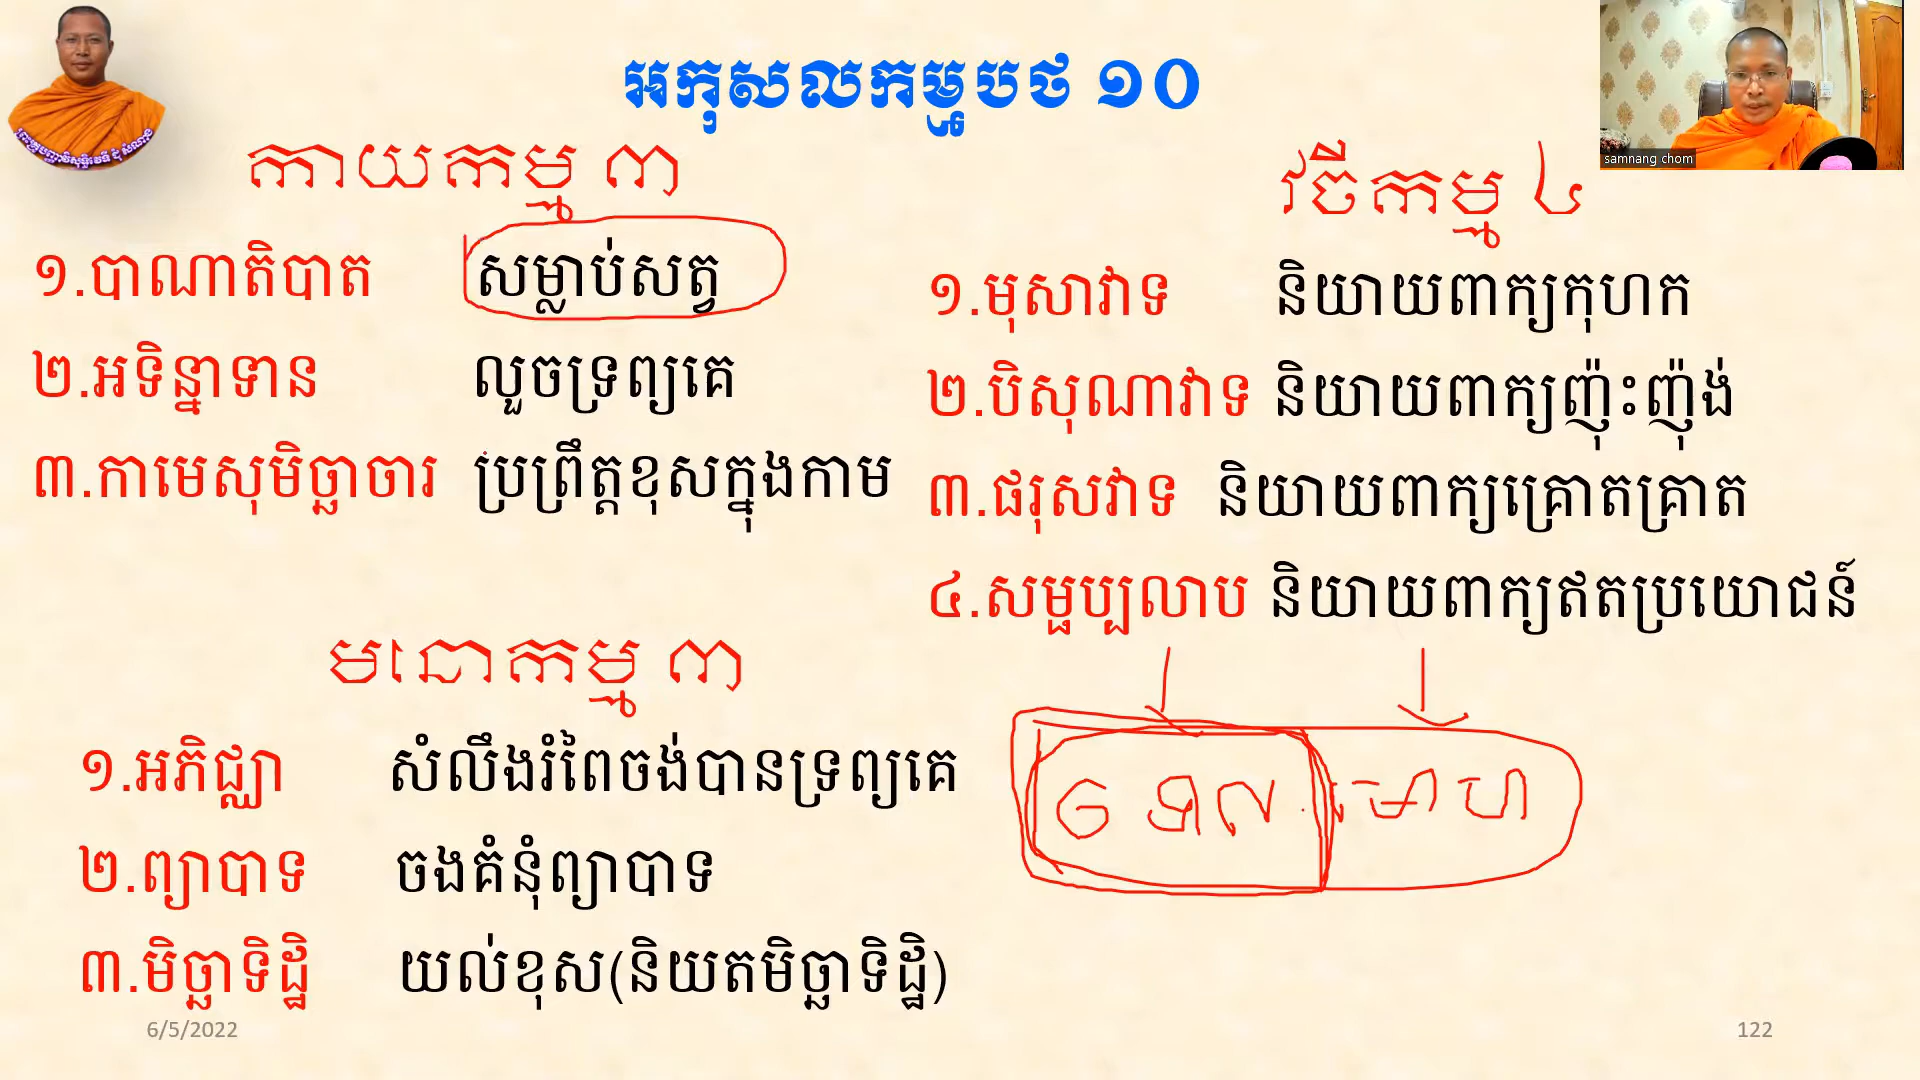 អកុសលកម្មបថ ១០
samnang chom
កាយកម្ម ៣
១.បាណាតិបាត សម្លាប់សត្វ
២.អទិន្នាទាន លួចទ្រព្យគេ
៣.កាមេសុមិច្ឆាចារ ប្រព្រឹត្តខុសក្នុងកាម
វចីកម្ម ៤
១.មុសាវាទ និយាយពាក្យកុហក
២.បិសុណាវាទ និយាយពាក្យញ៉ុះញ៉ុង់
៣.ផរុសវាទ និយាយពាក្យគ្រោតគ្រាត
៤.សម្ផប្បលាប និយាយពាក្យឥតប្រយោជន៍
មនោកម្ម ៣
១.អភិជ្ឈា សំលឹងរំពៃចង់បានទ្រព្យគេ
២.ព្យាបាទ ចងគំនុំព្យាបាទ
៣.មិច្ឆាទិដ្ឋិ យល់ខុស(និយតមិច្ឆាទិដ្ឋិ)
6/5/2022
122